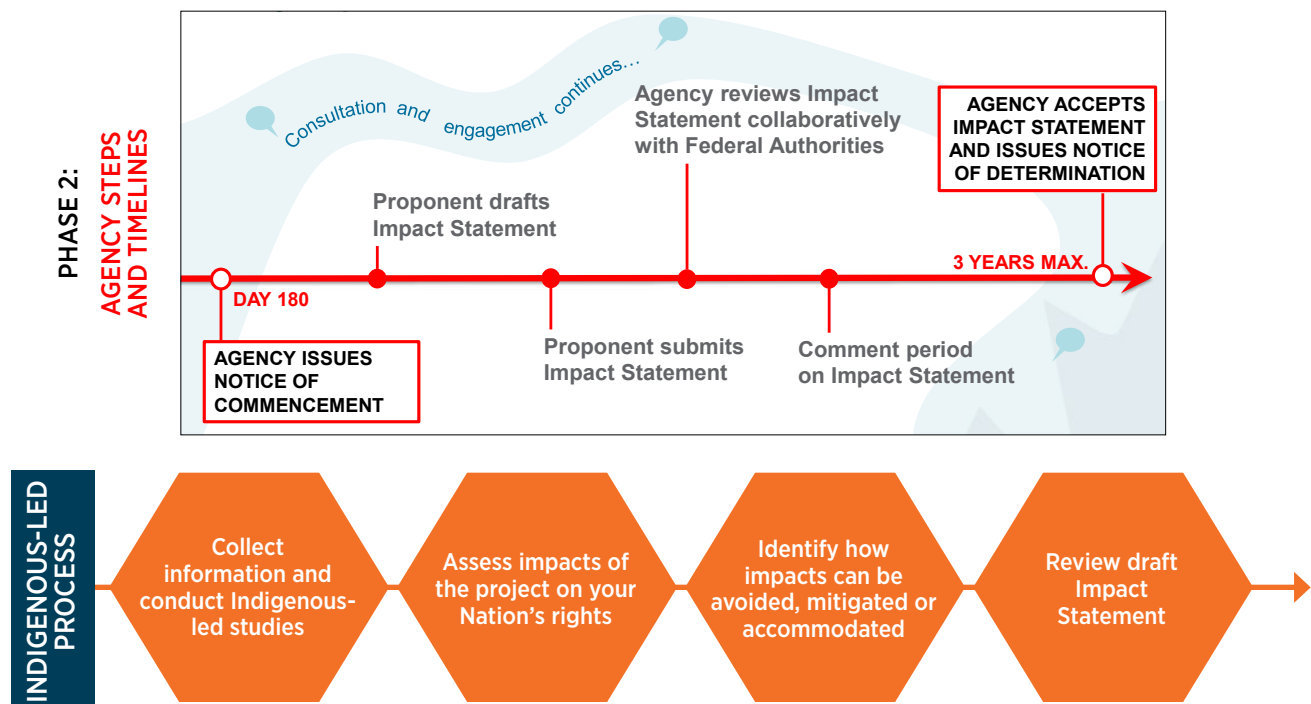 PHASE 2:
AGENCY STEPS
AND TIMELINES
Consultation and engagement continues...
Proponent drafts
Impact Statement
Agency reviews Impact
Statement collaboratively
with Federal Authorities
AGENCY ACCEPTS
IMPACT STATEMENT
AND ISSUES NOTICE
OF DETERMINATION
DAY 180
3 YEARS MAX.
AGENCY ISSUES
NOTICE OF
COMMENCEMENT
Proponent submits
Impact Statement
Comment period
on Impact Statement
INDIGENOUS-LED
PROCESS
Collect
information and
conduct Indigenous-
led studies
Assess impacts of
the project on your
Nation's rights
Identify how
impacts can be
avoided, mitigated or
accommodated
Review draft
Impact
Statement